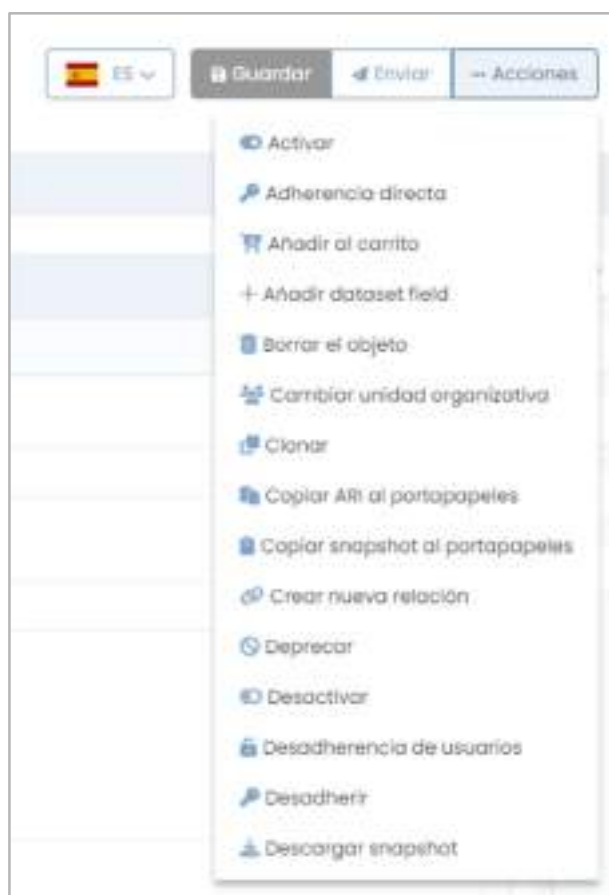 ES Guardar Enviar Acciones
Activar
Adherencia directa
Añadir al carrito
Añadir dataset field
Borrar el objeto
Cambiar unidad organizativa
Clonar
Copiar ARI al portapapeles
Copiar snapshot al portapapeles
Crear nueva relación
Deprecar
Desactivar
Desadherencia de usuarios
Desadherir
Descargar snapshot